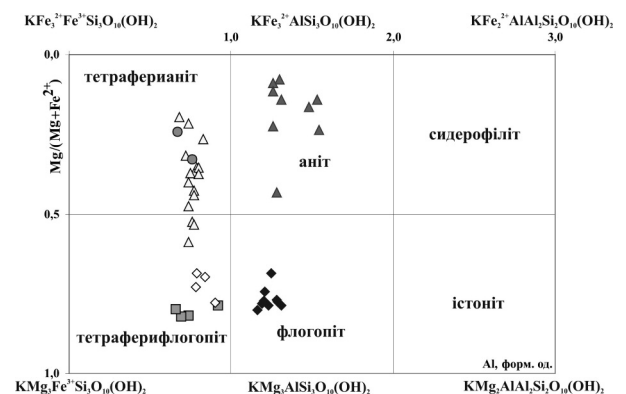 KFe₃²⁺Fe³⁺Si₃O₁₀(OH)₂ KFe₃²⁺AlSi₃O₁₀(OH)₂ KFe₂²⁺AlAl₂Si₂O₁₀(OH)₂
1,0 2,0 3,0
0,0
тетрафераніт
аніт
сидерофіліт
Mg/(Mg+Fe²⁺)
0,5
тетраферифлогопіт
флогопіт
істоніт
Al, форм. од.
1,0
KMg₃Fe³⁺Si₃O₁₀(OH)₂ KMg₃AlSi₃O₁₀(OH)₂ KMg₂AlAl₂Si₂O₁₀(OH)₂